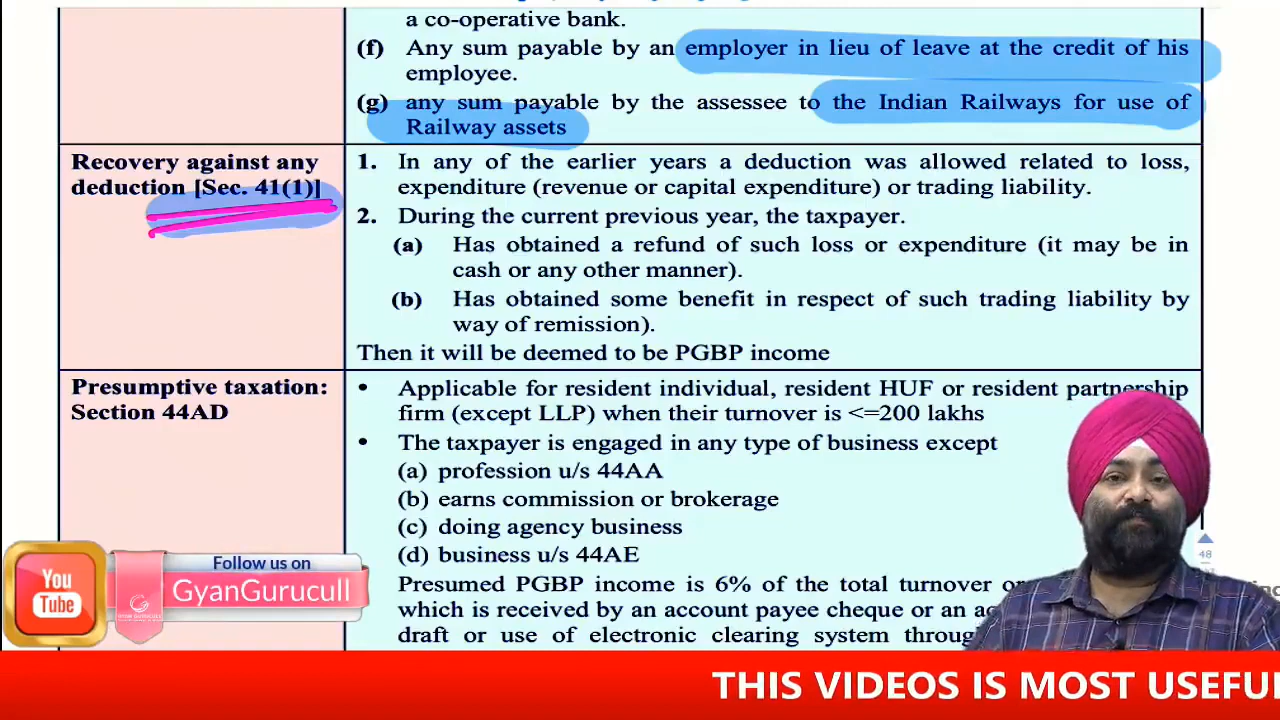 a co-operative bank.
(f) Any sum payable by an employer in lieu of leave at the credit of his
employee.
(g) any sum payable by the assessee to the Indian Railways for use of
Railway assets
Recovery against any
deduction [Sec. 41(1)]
1. In any of the earlier years a deduction was allowed related to loss,
expenditure (revenue or capital expenditure) or trading liability.
2. During the current previous year, the taxpayer.
(a) Has obtained a refund of such loss or expenditure (it may be in
cash or any other manner).
(b) Has obtained some benefit in respect of such trading liability by
way of remission).
Then it will be deemed to be PGBP income
Presumptive taxation:
Section 44AD
• Applicable for resident individual, resident HUF or resident partnership
firm (except LLP) when their turnover is <=200 lakhs
• The taxpayer is engaged in any type of business except
(a) profession u/s 44AA
(b) earns commission or brokerage
(c) doing agency business
(d) business u/s 44AE
Presumed PGBP income is 6% of the total turnover or
which is received by an account payee cheque or an
draft or use of electronic clearing system
48
You
Tube
Follow us on
GyanGurucull
THIS VIDEOS IS MOST